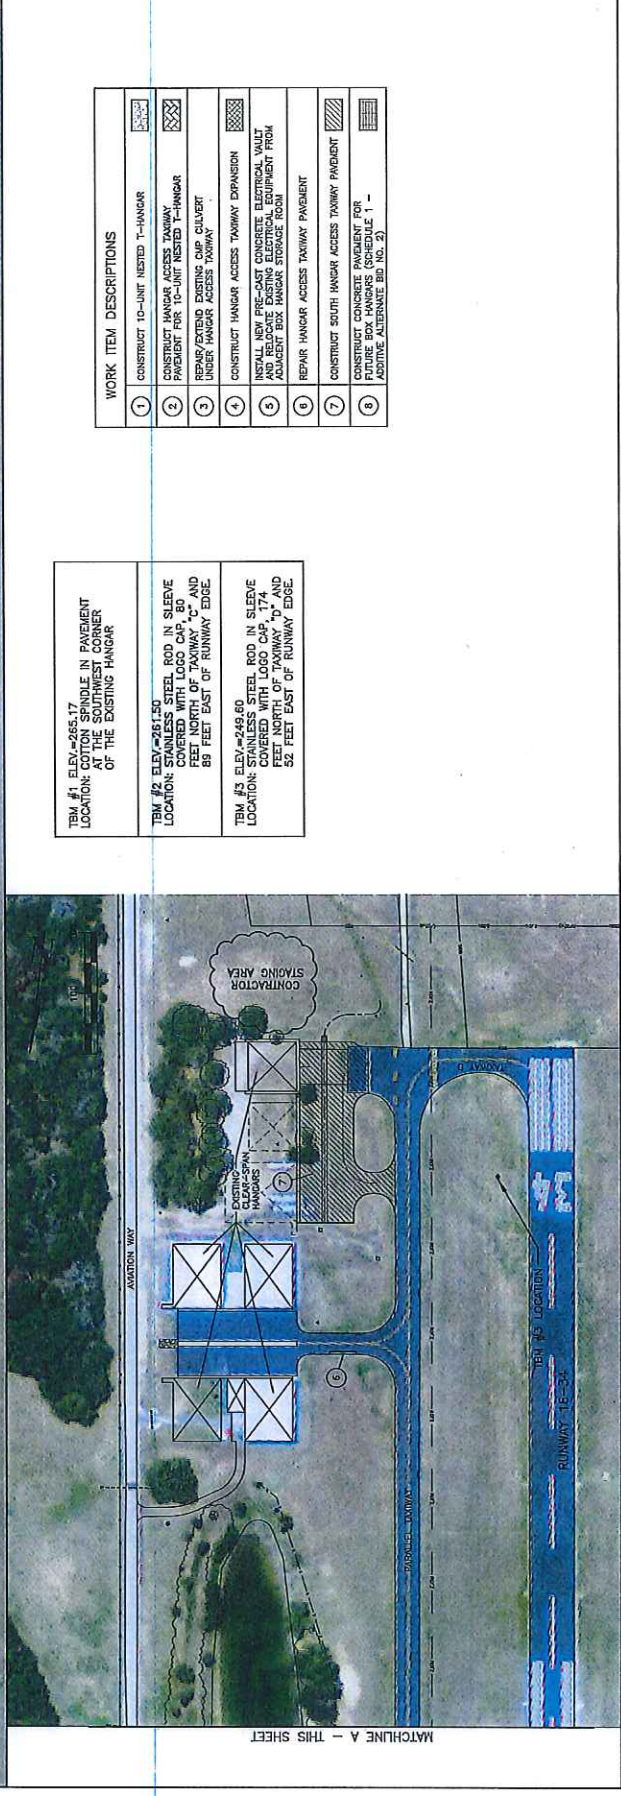 WORK ITEM DESCRIPTIONS
1 CONSTRUCT 10-UNIT NESTED T-HANGAR
2 CONSTRUCT HANGAR ACCESS TAXIWAY
PAVEMENT FOR 10-UNIT NESTED T-HANGAR
3 REPAIR/EXTEND EXISTING CMP CULVERT
UNDER HANGAR ACCESS TAXIWAY
4 CONSTRUCT HANGAR ACCESS TAXIWAY EXPANSION
5 INSTALL NEW PRE-CAST CONCRETE ELECTRICAL VAULT
AND RELOCATE EXISTING ELECTRICAL EQUIPMENT FROM
ADJACENT BOX HANGAR STORAGE ROOM
6 REPAIR HANGAR ACCESS TAXIWAY PAVEMENT
7 CONSTRUCT SOUTH HANGAR ACCESS TAXIWAY PAVEMENT
8 CONSTRUCT CONCRETE PAVEMENT FOR
FUTURE BOX HANGARS (SCHEDULE 1 -
ADDITIVE ALTERNATE BID NO. 2)
TBM #1 ELEV.=265.17
LOCATION: COTTON SPINDLE IN PAVEMENT
AT THE SOUTHWEST CORNER
OF THE EXISTING HANGAR
TBM #2 ELEV.=261.50
LOCATION: STAINLESS STEEL ROD IN SLEEVE
COVERED WITH LOGO CAP, 80
FEET NORTH OF TAXIWAY "C" AND
89 FEET EAST OF RUNWAY EDGE.
TBM #3 ELEV.=249.60
LOCATION: STAINLESS STEEL ROD IN SLEEVE
COVERED WITH LOGO CAP, 174
FEET NORTH OF TAXIWAY "D" AND
52 FEET EAST OF RUNWAY EDGE.
AVIATION WAY
CONTRACTOR
STAGING AREA
EXISTING
CLEAR-SPAN
HANGARS
7
6
TAXIWAY D
PARALLEL TAXIWAY
TBM #3 LOCATION
RUNWAY 16-34
MATCHLINE A - THIS SHEET